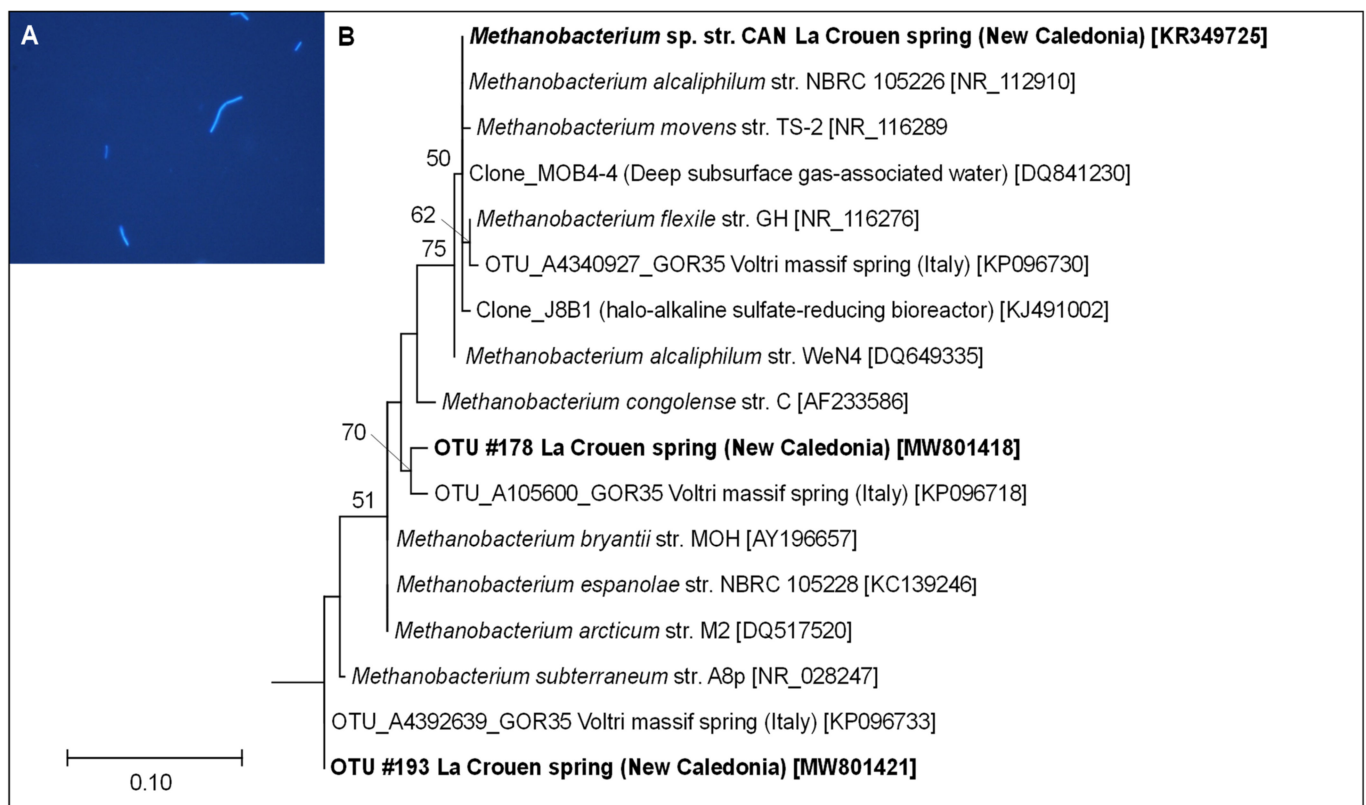 A
B
Methanobacterium sp. str. CAN La Crouen spring (New Caledonia) [KR349725]
Methanobacterium alcaliphilum str. NBRC 105226 [NR_112910]
Methanobacterium movens str. TS-2 [NR_116289
50
Clone_MOB4-4 (Deep subsurface gas-associated water) [DQ841230]
62
Methanobacterium flexile str. GH [NR_116276]
75
OTU_A4340927_GOR35 Voltri massif spring (Italy) [KP096730]
Clone_J8B1 (halo-alkaline sulfate-reducing bioreactor) [KJ491002]
Methanobacterium alcaliphilum str. WeN4 [DQ649335]
Methanobacterium congolense str. C [AF233586]
70
OTU #178 La Crouen spring (New Caledonia) [MW801418]
OTU_A105600_GOR35 Voltri massif spring (Italy) [KP096718]
51
Methanobacterium bryantii str. MOH [AY196657]
Methanobacterium espanolae str. NBRC 105228 [KC139246]
Methanobacterium arcticum str. M2 [DQ517520]
Methanobacterium subterraneum str. A8p [NR_028247]
OTU_A4392639_GOR35 Voltri massif spring (Italy) [KP096733]
OTU #193 La Crouen spring (New Caledonia) [MW801421]
0.10